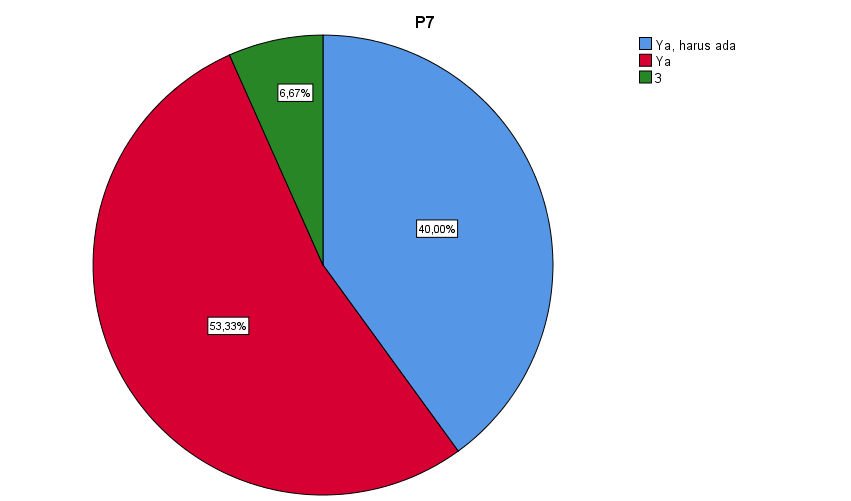 P7
Ya, harus ada
Ya
3
6,67%
40,00%
53,33%